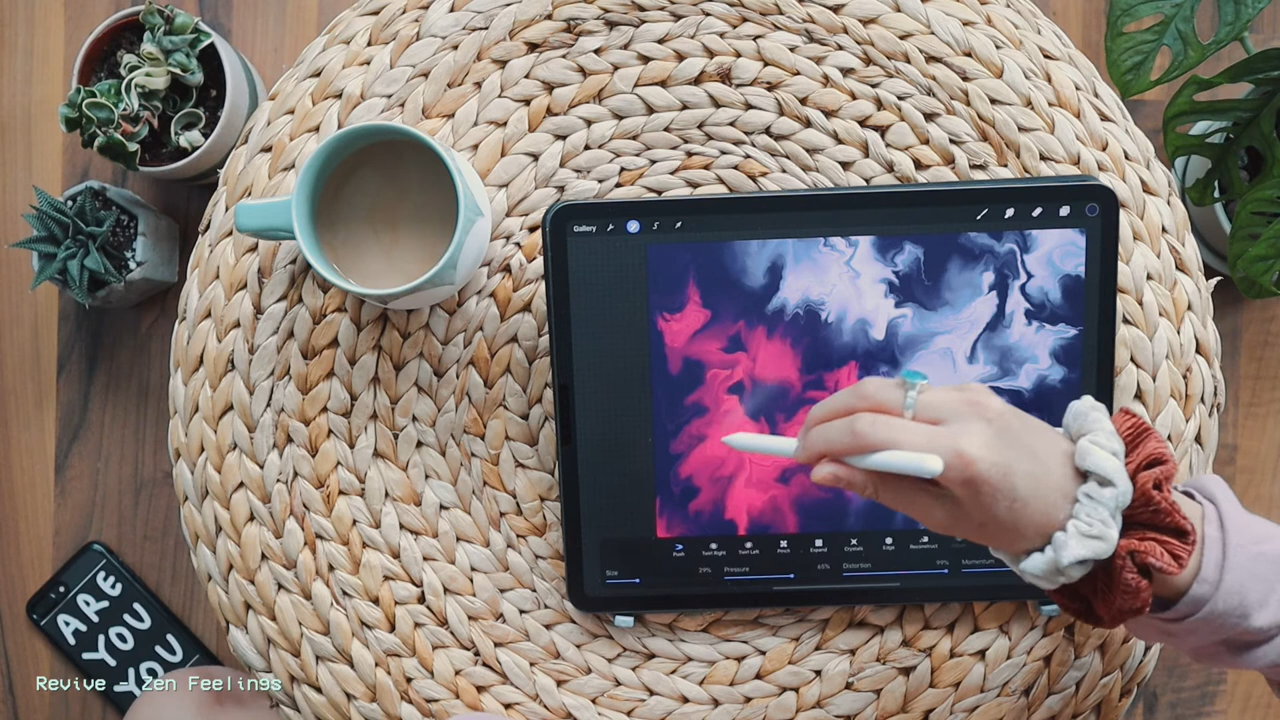 Gallery
S
Push
Twirl Right
Twirl Left
Pinch
Expand
Crystals
Edge
Reconstruct
Size
29%
Pressure
65%
Distortion
99%
Momentum
ARE
YOU
YOU
Revive - Zen Feelings